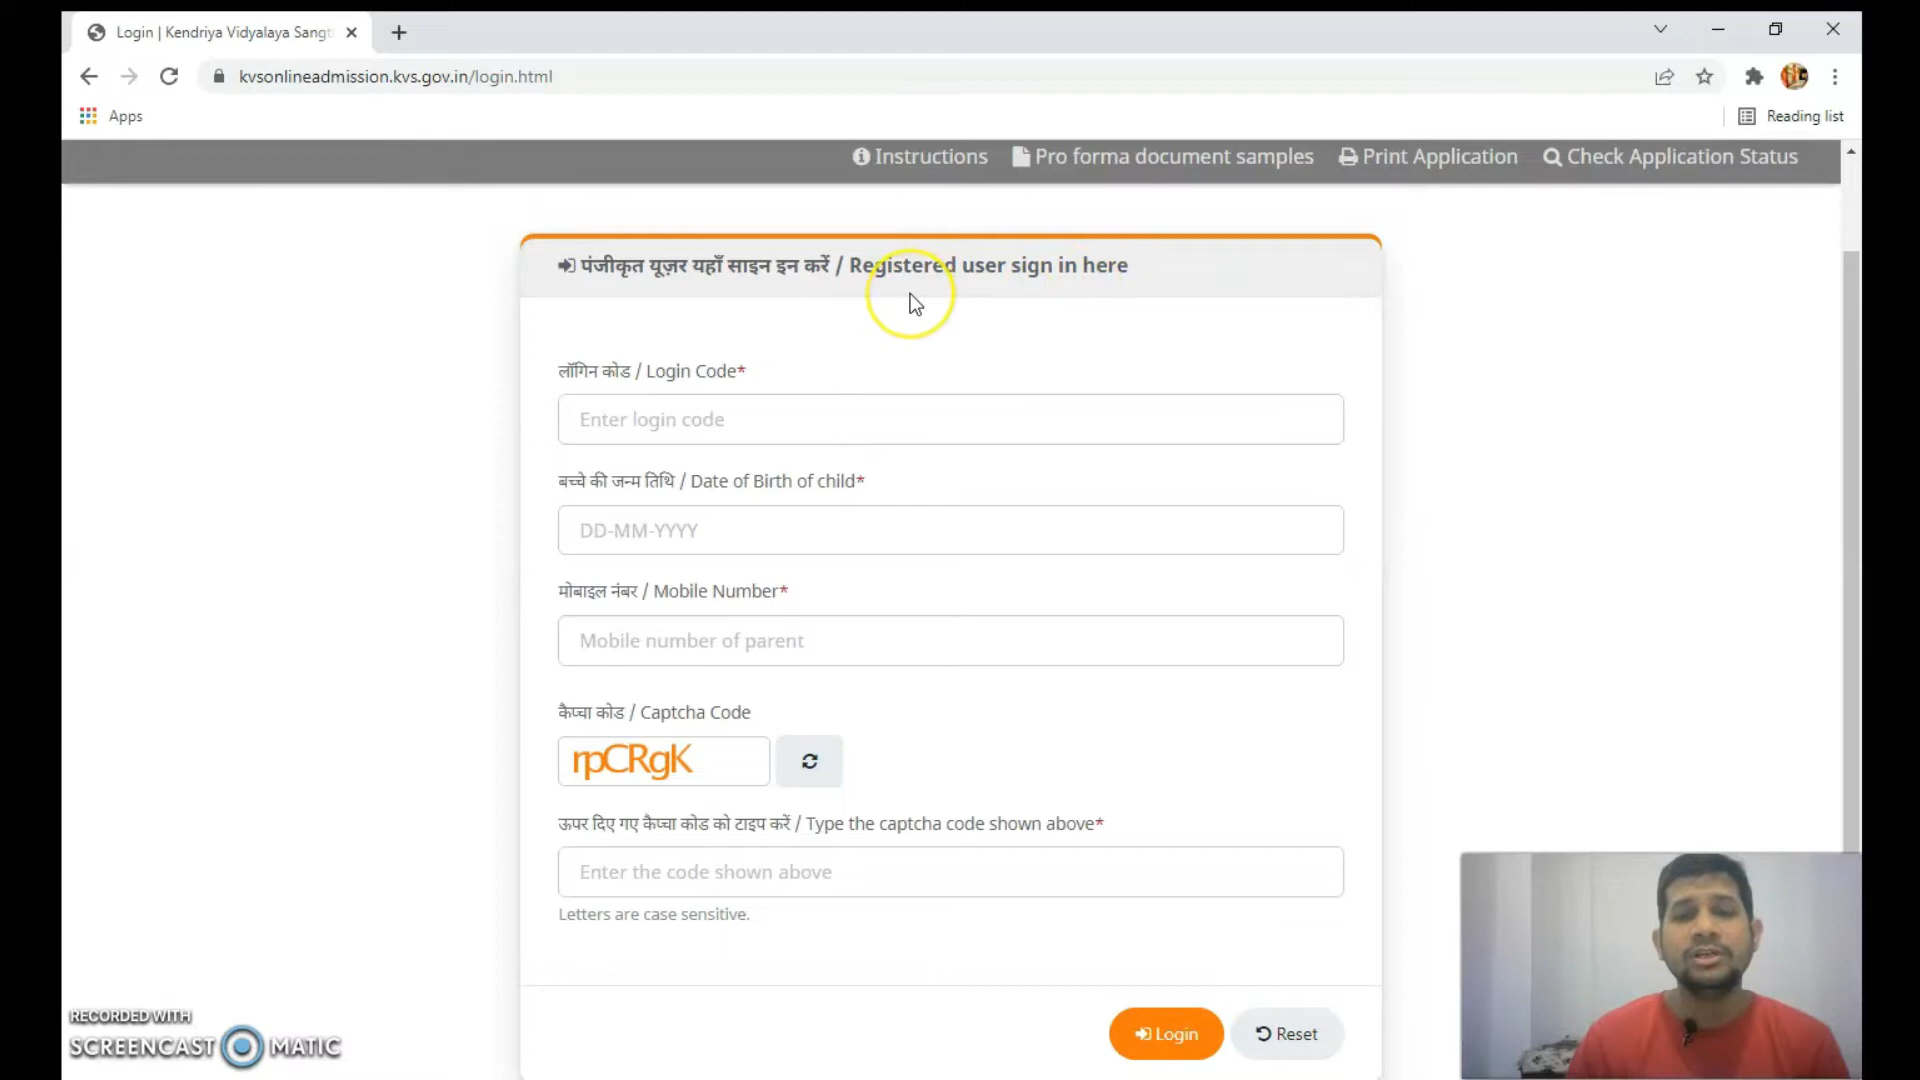 Login | Kendriya Vidyalaya Sangt
kvsonlineadmission.kvs.gov.in/login.html
Apps
Reading list
Instructions
Pro forma document samples
Print Application
Check Application Status
पंजीकृत यूज़र यहाँ साइन इन करें / Registered user sign in here
लॉगिन कोड / Login Code*
Enter login code
बच्चे की जन्म तिथि / Date of Birth of child*
DD-MM-YYYY
मोबाइल नंबर / Mobile Number*
Mobile number of parent
कैप्चा कोड / Captcha Code
rpCRgK
ऊपर दिए गए कैप्चा कोड को टाइप करें / Type the captcha code shown above*
Enter the code shown above
Letters are case sensitive.
Login
Reset
RECORDED WITH
SCREENCAST MATIC